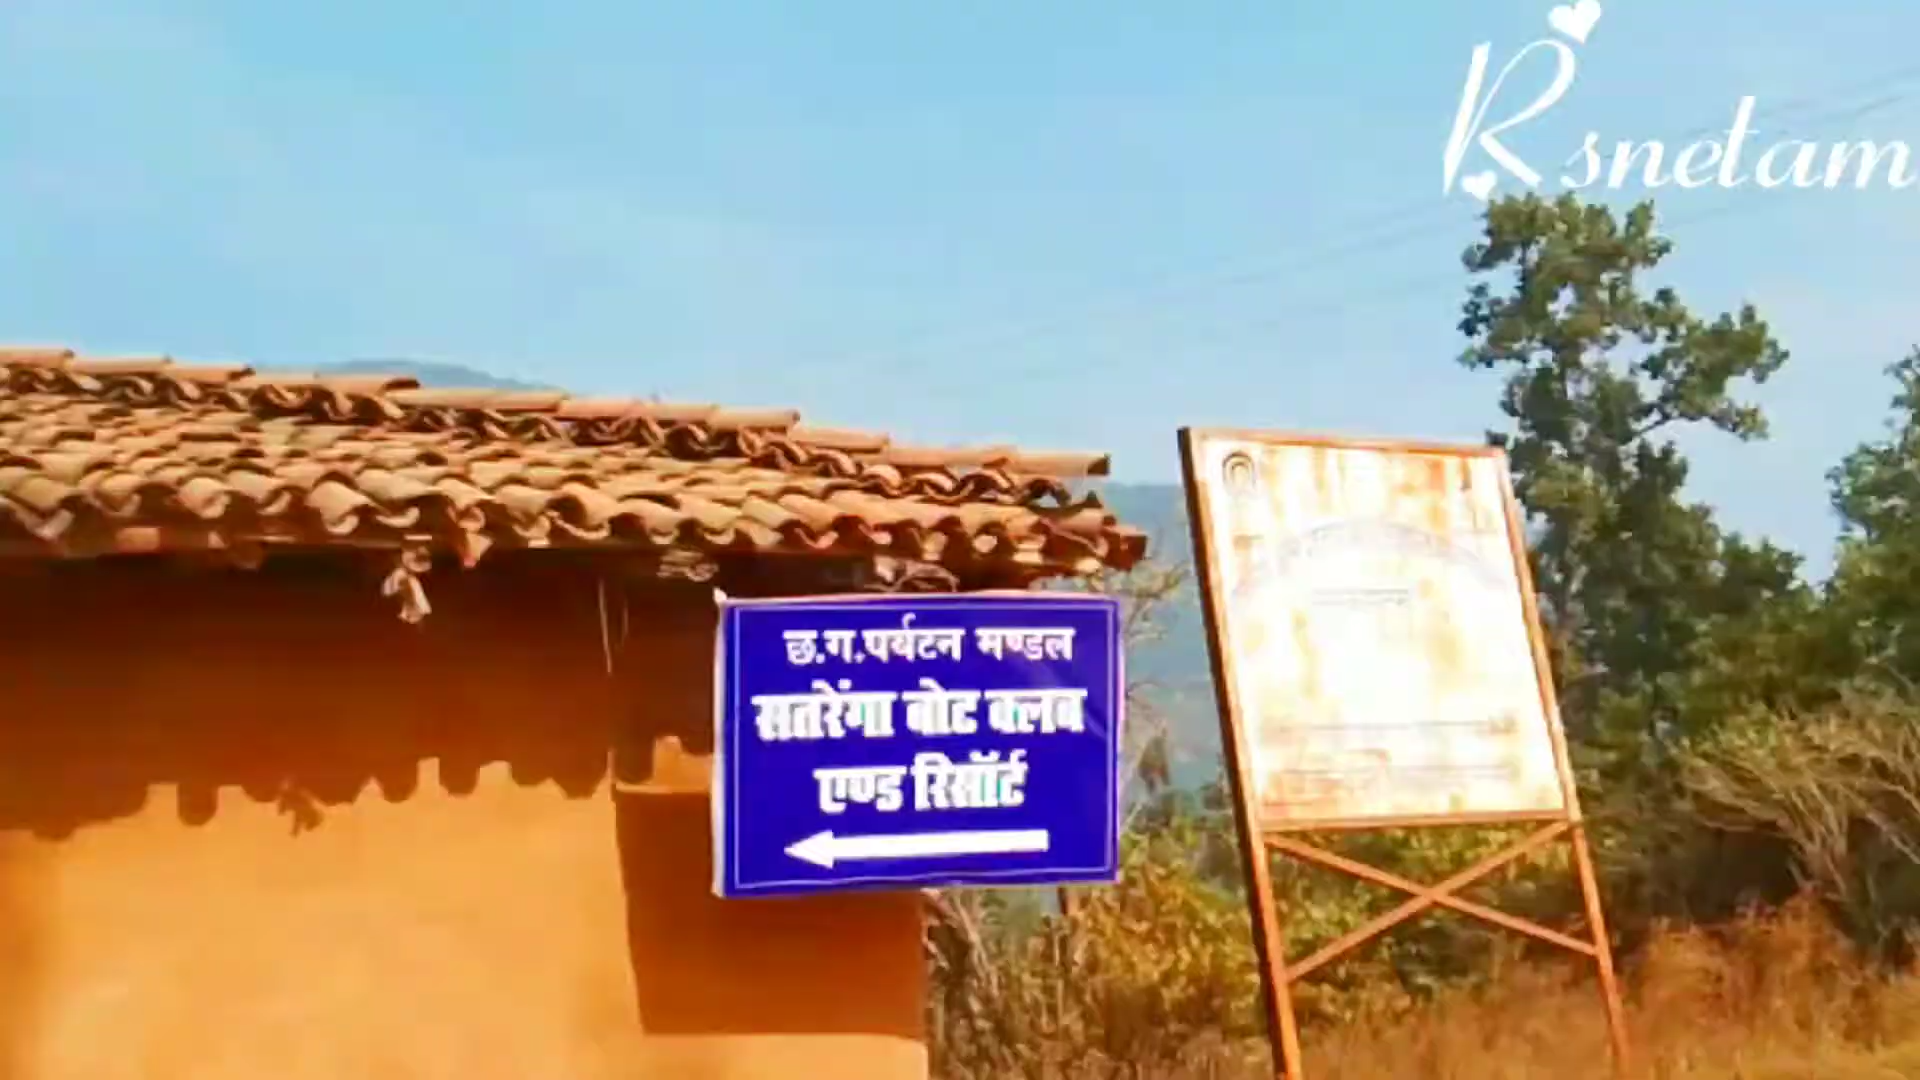 Rsnetam
छ.ग.पर्यटन मण्डल
सतरेंगा बोट क्लब
एण्ड रिसॉर्ट